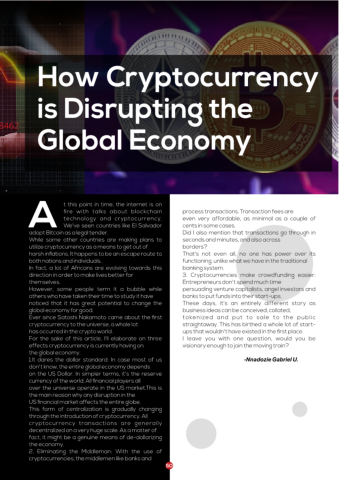 How Cryptocurrency
is Disrupting the
Global Economy
At this point in time, the internet is on
fire with talks about blockchain
technology and cryptocurrency.
We've seen countries like El Salvador
adopt Bitcoin as a legal tender.
While some other countries are making plans to
utilize cryptocurrency as a means to get out of
harsh inflations. It happens to be an escape route to
both nations and individuals.
In fact, a lot of Africans are evolving towards this
direction in order to make lives better for
themselves.
However, some people term it a bubble while
others who have taken their time to study it have
noticed that it has great potential to change the
global economy for good.
Ever since Satoshi Nakamoto came about the first
cryptocurrency to the universe, a whole lot
has occurred in the crypto world.
For the sake of this article, I'll elaborate on three
effects cryptocurrency is currently having on
the global economy.
1.It dares the dollar standard: In case most of us
don't know, the entire global economy depends
on the US Dollar. In simpler terms, it's the reserve
currency of the world. All financial players all
over the universe operate in the US market.This is
the main reason why any disruption in the
US financial market affects the entire globe.
This form of centralization is gradually changing
through the introduction of cryptocurrency. All
cryptocurrency transactions are generally
decentralized on a very huge scale. As a matter of
fact, it might be a genuine means of de-dollarizing
the economy.
2. Eliminating the Middleman: With the use of
cryptocurrencies, the middlemen like banks and
process transactions; Transaction fees are
even very affordable, as minimal as a couple of
cents in some cases.
Did I also mention that transactions go through in
seconds and minutes, and also across
borders?
That's not even all, no one has power over its
functioning, unlike what we have in the traditional
banking system.
3. Cryptocurrencies make crowdfunding easier:
Entrepreneurs don't spend much time
persuading venture capitalists, angel investors and
banks to put funds into their start-ups.
These days, It's an entirely different story as
business ideas can be conceived, collated,
tokenized and put to sale to the public
straightaway. This has birthed a whole lot of start-
ups that wouldn't have existed in the first place.
I leave you with one question, would you be
visionary enough to join the moving train?
-Nnadozie Gabriel U.
50